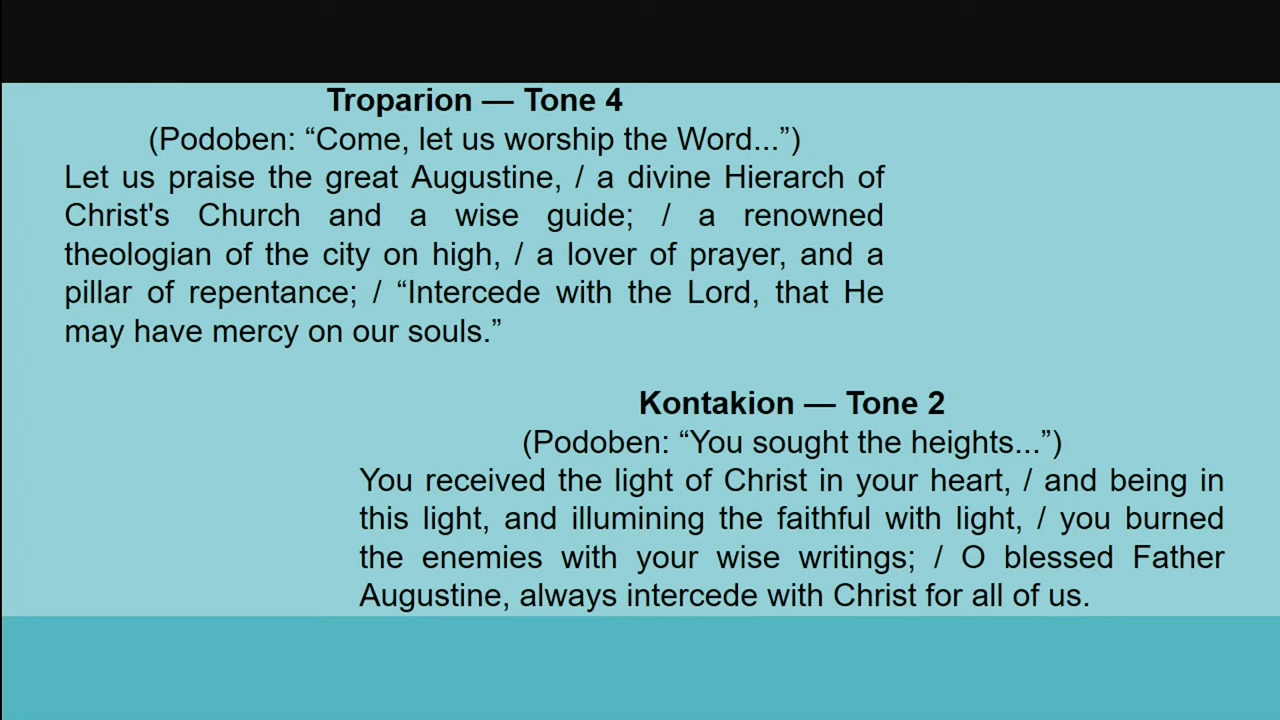 Troparion — Tone 4
(Podoben: “Come, let us worship the Word...”)
Let us praise the great Augustine, / a divine Hierarch of
Christ's Church and a wise guide; / a renowned
theologian of the city on high, / a lover of prayer, and a
pillar of repentance; / “Intercede with the Lord, that He
may have mercy on our souls.”
Kontakion — Tone 2
(Podoben: “You sought the heights...”)
You received the light of Christ in your heart, / and being in
this light, and illumining the faithful with light, / you burned
the enemies with your wise writings; / O blessed Father
Augustine, always intercede with Christ for all of us.